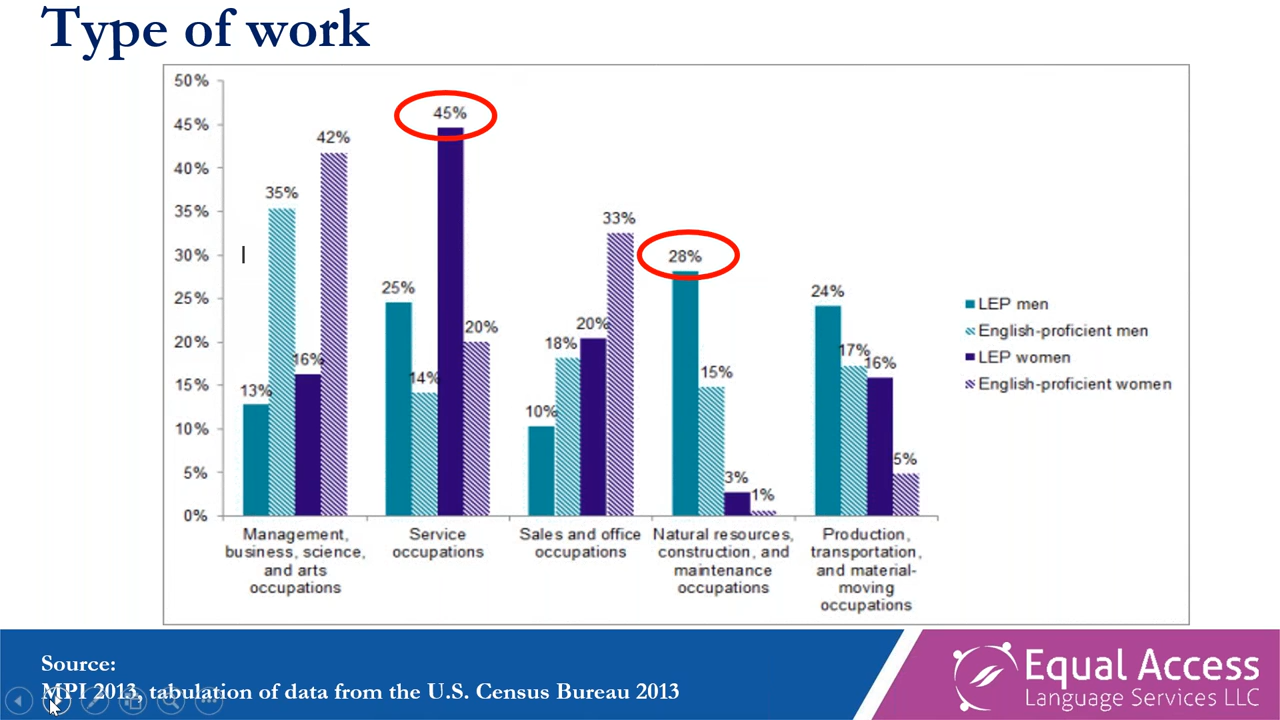 Type of work
50%
45%
40%
35%
30%
25%
20%
15%
10%
5%
0%
13%
35%
16%
42%
25%
14%
45%
20%
10%
18%
20%
33%
28%
15%
3%
1%
24%
17%
16%
5%
Management,
business, science,
and arts
occupations
Service
occupations
Sales and office
occupations
Natural resources,
construction, and
maintenance
occupations
Production,
transportation,
and material-
moving
occupations
LEP men
English-proficient men
LEP women
English-proficient women
Source:
MPI 2013, tabulation of data from the U.S. Census Bureau 2013
Equal Access
Language Services LLC